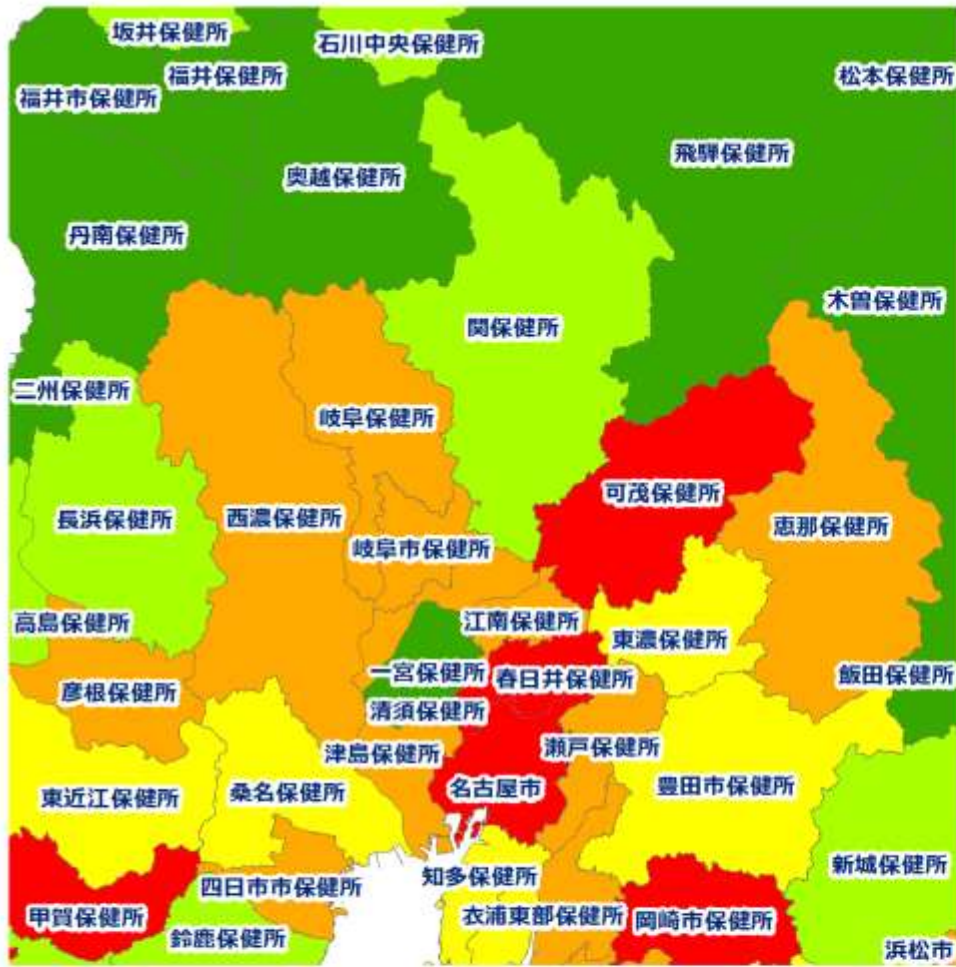 坂井保健所
石川中央保健所
福井保健所
松本保健所
福井市保健所
飛騨保健所
奥越保健所
丹南保健所
木曽保健所
関保健所
二州保健所
岐阜保健所
可茂保健所
長浜保健所
西濃保健所
恵那保健所
岐阜市保健所
高島保健所
江南保健所
東濃保健所
一宮保健所
春日井保健所
飯田保健所
彦根保健所
清須保健所
津島保健所
瀬戸保健所
東近江保健所
桑名保健所
名古屋市
豊田市保健所
新城保健所
四日市市保健所
知多保健所
甲賀保健所
衣浦東部保健所
岡崎市保健所
鈴鹿保健所
浜松市